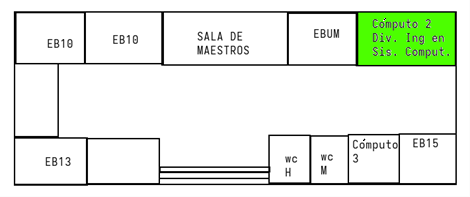 EB10
EB10
SALA DE
MAESTROS
EBUM
Cómputo 2
Div. Ing en
Sis. Comput.
EB13
wc
H
wc
M
Cómputo
3
EB15